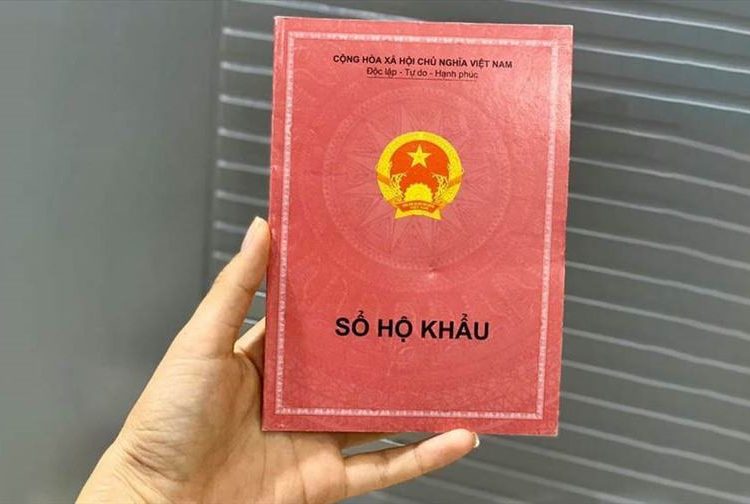 CỘNG HÒA XÃ HỘI CHỦ NGHĨA VIỆT NAM
Độc lập - Tự do - Hạnh phúc
SỔ HỘ KHẨU